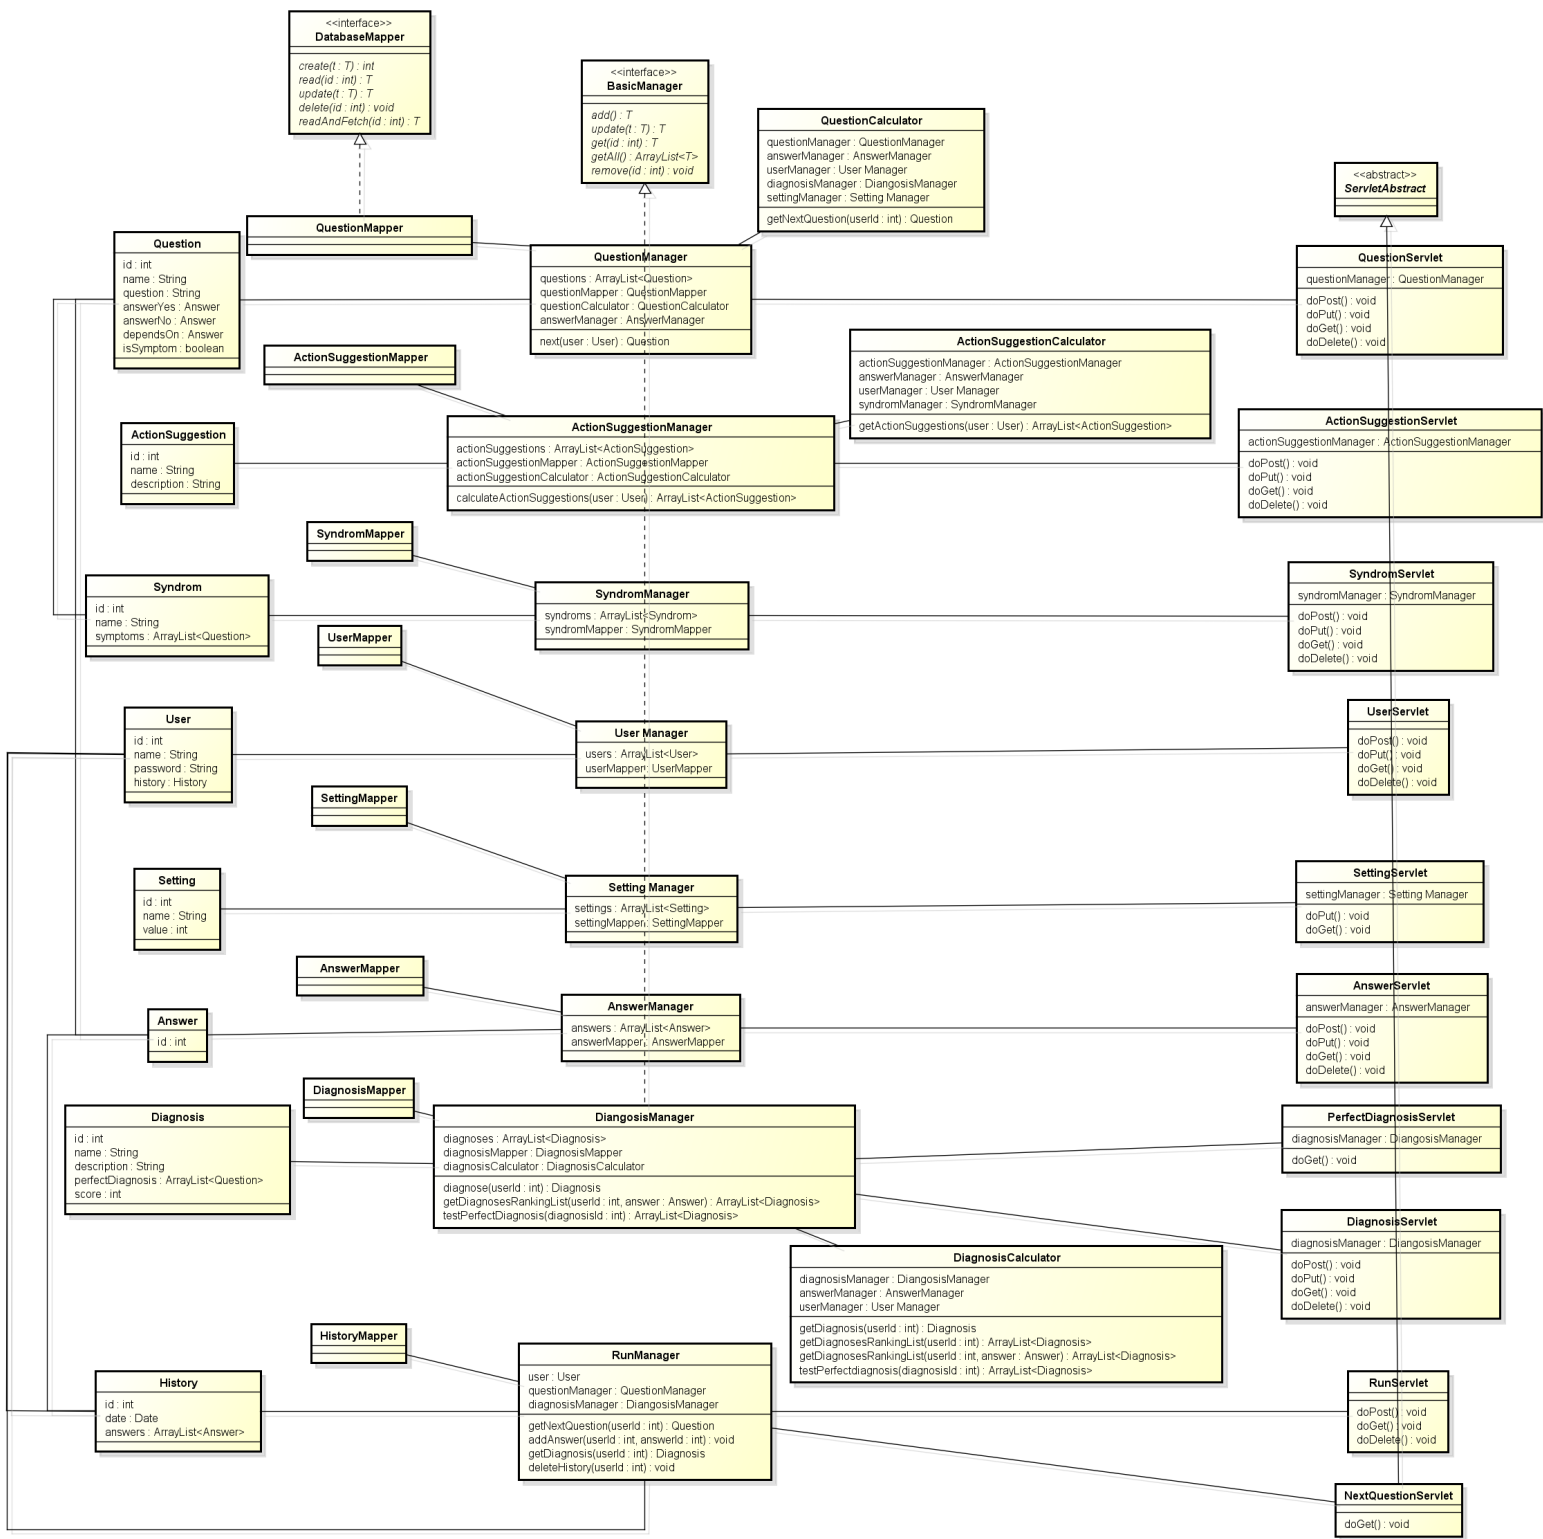 <<interface>>
DatabaseMapper
create(t : T) : int
read(id : int) : T
update(t : T) : T
delete(id : int) : void
readAndFetch(id : int) : T
<<interface>>
BasicManager
add() : T
update(t : T) : T
get(id : int) : T
getAll() : ArrayList<T>
remove(id : int) : void
QuestionCalculator
questionManager : QuestionManager
answerManager : AnswerManager
userManager : User Manager
diagnosisManager : DiangosisManager
settingManager : Setting Manager
getNextQuestion(userId : int) : Question
<<abstract>>
ServletAbstract
QuestionMapper
Question
id : int
name : String
question : String
answerYes : Answer
answerNo : Answer
dependsOn : Answer
isSymptom : boolean
QuestionManager
questions : ArrayList<Question>
questionMapper : QuestionMapper
questionCalculator : QuestionCalculator
answerManager : AnswerManager
next(user : User) : Question
QuestionServlet
questionManager : QuestionManager
doPost() : void
doPut() : void
doGet() : void
doDelete() : void
ActionSuggestionMapper
ActionSuggestionCalculator
actionSuggestionManager : ActionSuggestionManager
answerManager : AnswerManager
userManager : User Manager
syndromManager : SyndromManager
getActionSuggestions(user : User) : ArrayList<ActionSuggestion>
ActionSuggestion
id : int
name : String
description : String
ActionSuggestionManager
actionSuggestions : ArrayList<ActionSuggestion>
actionSuggestionMapper : ActionSuggestionMapper
actionSuggestionCalculator : ActionSuggestionCalculator
calculateActionSuggestions(user : User) : ArrayList<ActionSuggestion>
ActionSuggestionServlet
actionSuggestionManager : ActionSuggestionManager
doPost() : void
doPut() : void
doGet() : void
doDelete() : void
SyndromMapper
Syndrom
id : int
name : String
symptoms : ArrayList<Question>
SyndromManager
syndroms : ArrayList<Syndrom>
syndromMapper : SyndromMapper
SyndromServlet
syndromManager : SyndromManager
doPost() : void
doPut() : void
doGet() : void
doDelete() : void
UserMapper
User
id : int
name : String
password : String
history : History
User Manager
users : ArrayList<User>
userMapper : UserMapper
UserServlet
doPost() : void
doPut() : void
doGet() : void
doDelete() : void
SettingMapper
Setting
id : int
name : String
value : int
Setting Manager
settings : ArrayList<Setting>
settingMapper : SettingMapper
SettingServlet
settingManager : Setting Manager
doPut() : void
doGet() : void
AnswerMapper
Answer
id : int
AnswerManager
answers : ArrayList<Answer>
answerMapper : AnswerMapper
AnswerServlet
answerManager : AnswerManager
doPost() : void
doPut() : void
doGet() : void
doDelete() : void
DiagnosisMapper
Diagnosis
id : int
name : String
description : String
perfectDiagnosis : ArrayList<Question>
score : int
DiangosisManager
diagnoses : ArrayList<Diagnosis>
diagnosisMapper : DiagnosisMapper
diagnosisCalculator : DiagnosisCalculator
diagnose(userId : int) : Diagnosis
getDiagnosesRankingList(userId : int, answer : Answer) : ArrayList<Diagnosis>
testPerfectDiagnosis(diagnosisId : int) : ArrayList<Diagnosis>
PerfectDiagnosisServlet
diagnosisManager : DiangosisManager
doGet() : void
DiagnosisServlet
diagnosisManager : DiangosisManager
doPost() : void
doPut() : void
doGet() : void
doDelete() : void
DiagnosisCalculator
diagnosisManager : DiangosisManager
answerManager : AnswerManager
userManager : User Manager
getDiagnosis(userId : int) : Diagnosis
getDiagnosesRankingList(userId : int) : ArrayList<Diagnosis>
getDiagnosesRankingList(userId : int, answer : Answer) : ArrayList<Diagnosis>
testPerfectdiagnosis(diagnosisId : int) : ArrayList<Diagnosis>
HistoryMapper
History
id : int
date : Date
answers : ArrayList<Answer>
RunManager
user : User
questionManager : QuestionManager
diagnosisManager : DiangosisManager
getNextQuestion(userId : int) : Question
addAnswer(userId : int, answerId : int) : void
getDiagnosis(userId : int) : Diagnosis
deleteHistory(userId : int) : void
RunServlet
doPost() : void
doGet() : void
doDelete() : void
NextQuestionServlet
doGet() : void